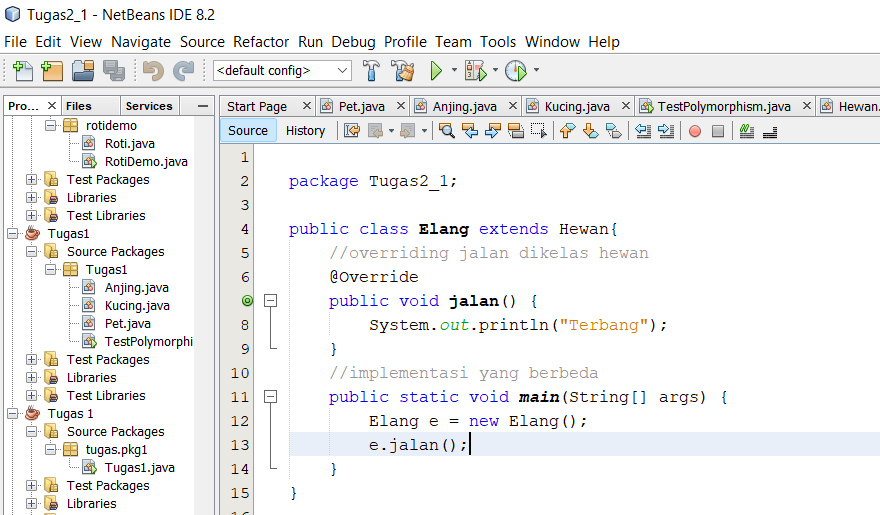 Tugas2_1 - NetBeans IDE 8.2
File Edit View Navigate Source Refactor Run Debug Profile Team Tools Window Help
<default config>
Pro... Files Services
rotidemo
Roti.java
RotiDemo.java
Test Packages
Libraries
Test Libraries
Tugas1
Source Packages
Tugas1
Anjing.java
Kucing.java
Pet.java
TestPolymorphi
Test Packages
Libraries
Test Libraries
Tugas 1
Source Packages
tugas.pkg1
Tugas1.java
Test Packages
Libraries
Start Page Pet.java Anjing.java Kucing.java TestPolymorphism.java Hewan.
Source History
1
2 package Tugas2_1;
3
4 public class Elang extends Hewan{
5 //overriding jalan dikelas hewan
6 @Override
public void jalan() {
8 System.out.println("Terbang");
9 }
10 //implementasi yang berbeda
11 public static void main(String[] args) {
12 Elang e = new Elang();
13 e.jalan();
14 }
15 }